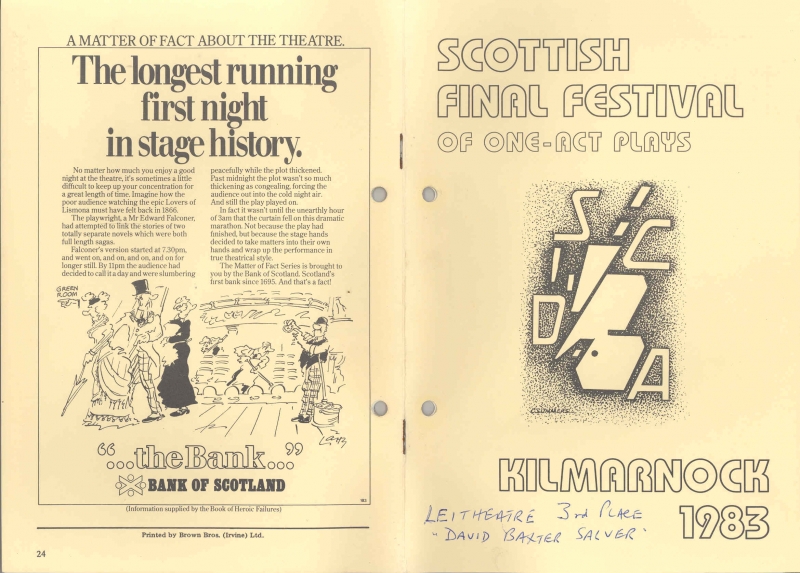 A MATTER OF FACT ABOUT THE THEATRE.
The longest running
first night
in stage history.
No matter how much you enjoy a good
night at the theatre, it's sometimes a little
difficult to keep up your concentration for
a great length of time. Imagine how the
poor audience watching the epic Lovers of
Lismona must have felt back in 1866.
The playwright, a Mr Edward Falconer,
had attempted to link the stories of two
totally separate novels which were both
full length sagas.
Falconer's version started at 7.30pm,
and went on, and on, and on, and on for
longer still. By 11pm the audience had
decided to call it a day and were slumbering
peacefully while the plot thickened.
Past midnight the plot wasn't so much
thickening as congealing, forcing the
audience out into the cold night air.
And still the play played on.
In fact it wasn't until the unearthly hour
of 3am that the curtain fell on this dramatic
marathon. Not because the play had
finished, but because the stage hands
decided to take matters into their own
hands and wrap up the performance in
true theatrical style.
The Matter of Fact Series is brought to
you by the Bank of Scotland. Scotland's
first bank since 1695. And that's a fact!
GREEN
ROOM
“...the Bank...”
BANK OF SCOTLAND
(Information supplied by the Book of Heroic Failures)
Printed by Brown Bros. (Irvine) Ltd.
24
SCOTTISH
FINAL FESTIVAL
OF ONE-ACT PLAYS
S
C
D
A
KILMARNOCK
1983
LEITHEATRE 3rd PLACE
"DAVID BAXTER SALVER"